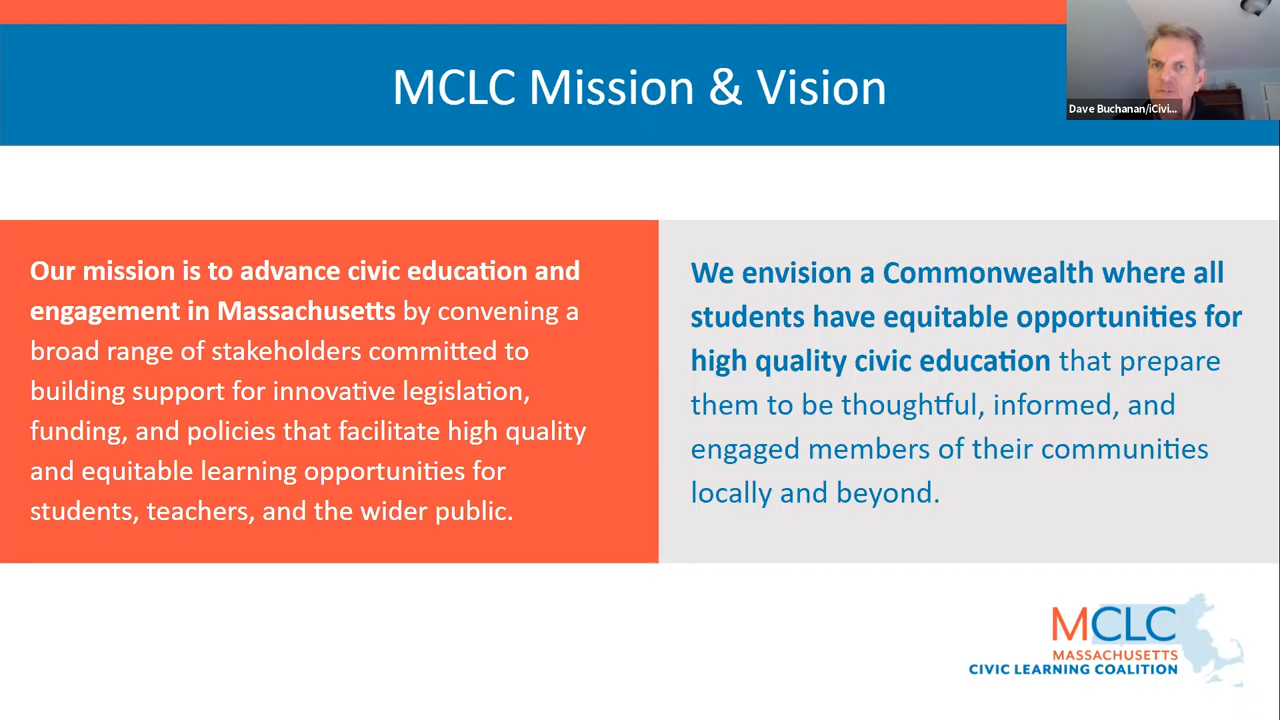 MCLC Mission & Vision
Dave Buchanan/iCivi...
Our mission is to advance civic education and
engagement in Massachusetts by convening a
broad range of stakeholders committed to
building support for innovative legislation,
funding, and policies that facilitate high quality
and equitable learning opportunities for
students, teachers, and the wider public.
We envision a Commonwealth where all
students have equitable opportunities for
high quality civic education that prepare
them to be thoughtful, informed, and
engaged members of their communities
locally and beyond.
MCLC
MASSACHUSETTS
CIVIC LEARNING COALITION